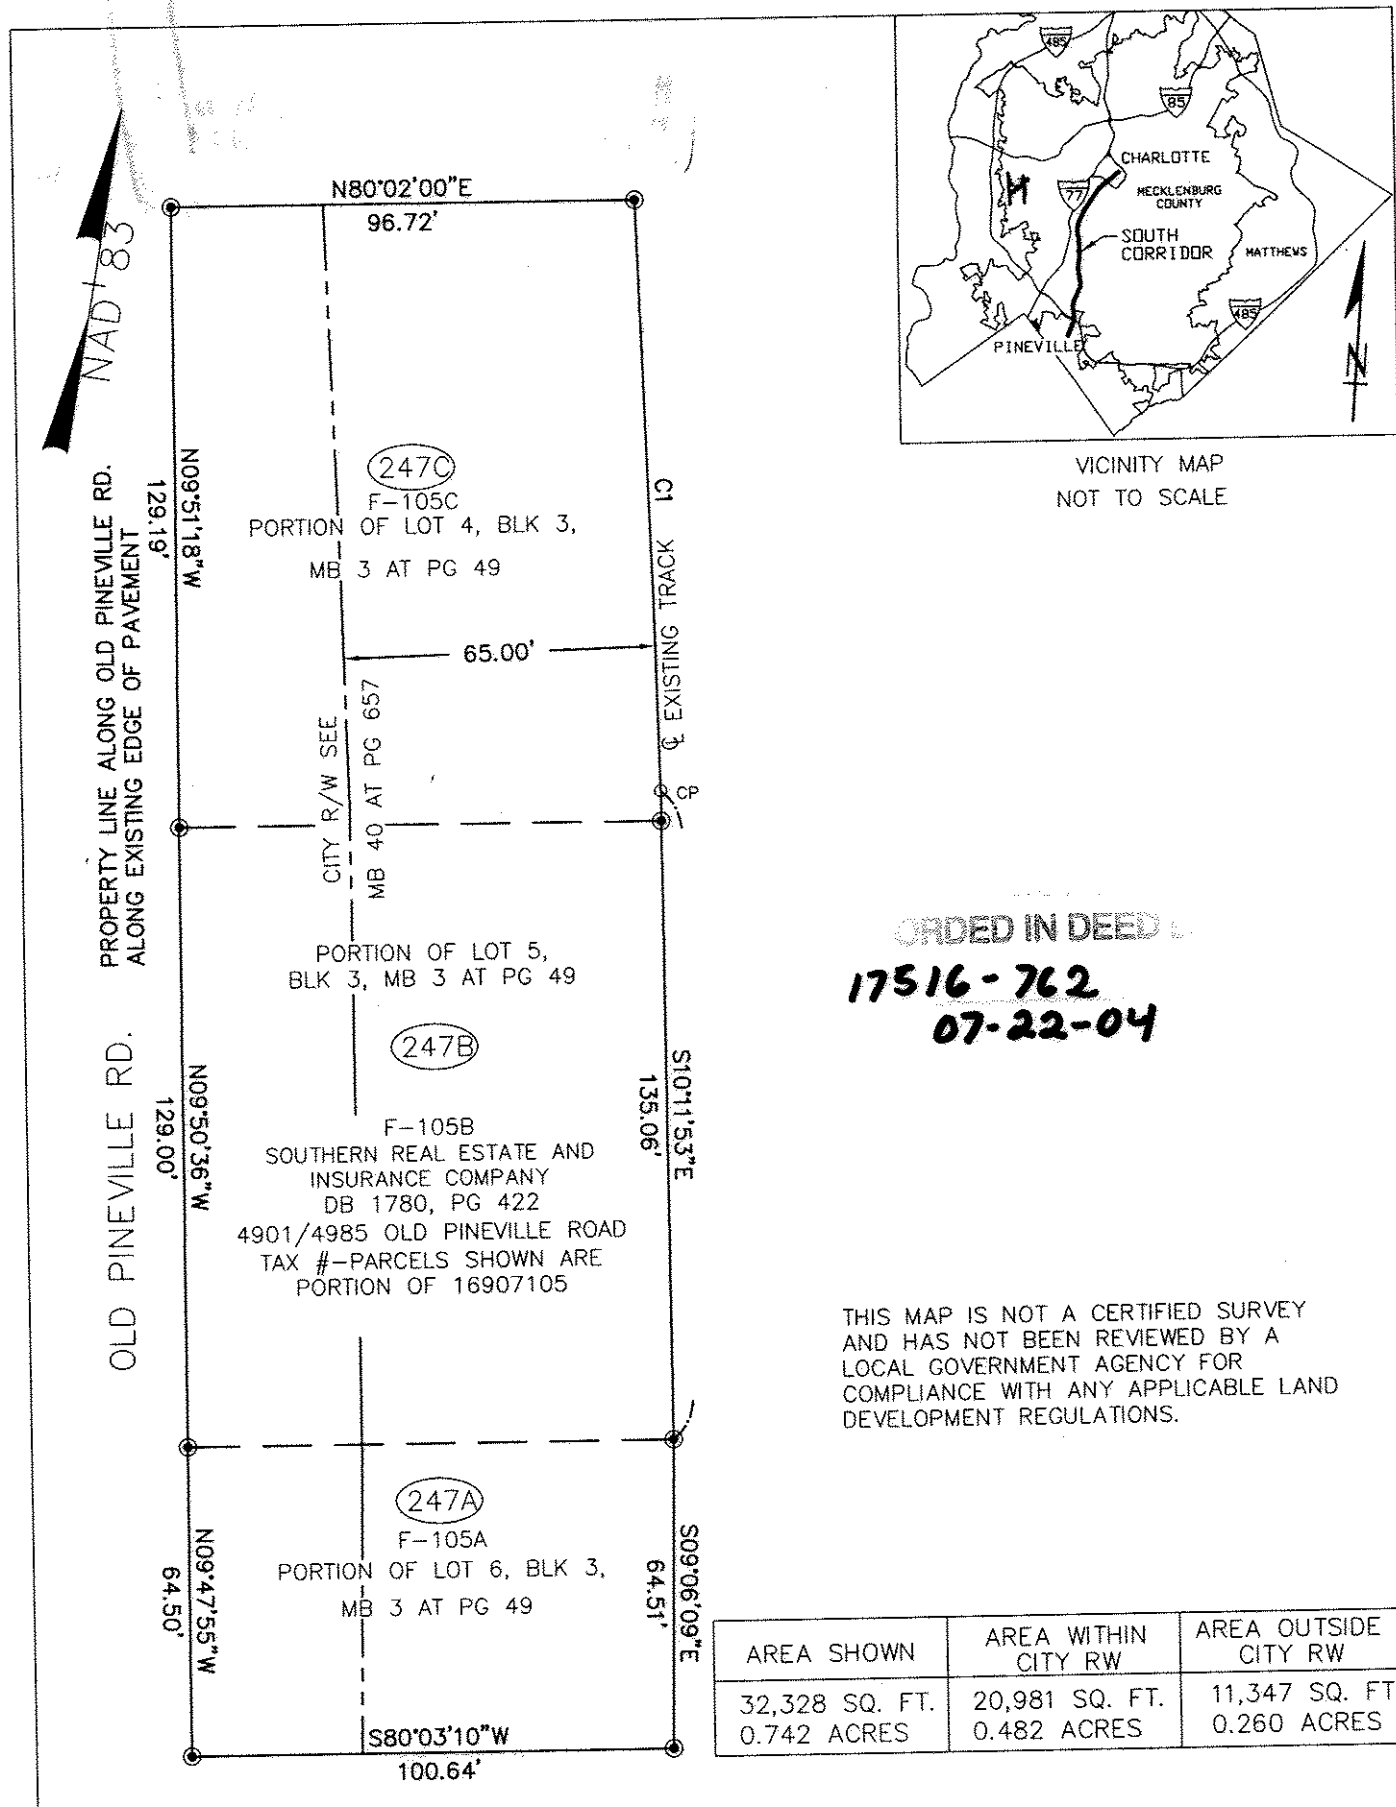 N80°02'00"E
96.72'
NAD'83
247C
F-105C
PORTION OF LOT 4, BLK 3,
MB 3 AT PG 49
N09°51'18"W
129.19'
PROPERTY LINE ALONG OLD PINEVILLE RD.
ALONG EXISTING EDGE OF PAVEMENT
C1
℄ EXISTING TRACK
65.00'
CITY R/W SEE
MB 40 AT PG 657
CP
PORTION OF LOT 5,
BLK 3, MB 3 AT PG 49
247B
F-105B
SOUTHERN REAL ESTATE AND
INSURANCE COMPANY
DB 1780, PG 422
4901/4985 OLD PINEVILLE ROAD
TAX #-PARCELS SHOWN ARE
PORTION OF 16907105
OLD PINEVILLE RD.
N09°50'36"W
129.00'
S10°11'53"E
135.06'
247A
F-105A
PORTION OF LOT 6, BLK 3,
MB 3 AT PG 49
N09°47'55"W
64.50'
S09°06'09"E
64.51'
S80°03'10"W
100.64'
485
85
CHARLOTTE
77
MECKLENBURG
COUNTY
SOUTH
CORRIDOR
MATTHEWS
485
PINEVILLE
N
VICINITY MAP
NOT TO SCALE
ORDED IN DEED
17516-762
07-22-04
THIS MAP IS NOT A CERTIFIED SURVEY
AND HAS NOT BEEN REVIEWED BY A
LOCAL GOVERNMENT AGENCY FOR
COMPLIANCE WITH ANY APPLICABLE LAND
DEVELOPMENT REGULATIONS.
AREA SHOWN
AREA WITHIN
CITY RW
AREA OUTSIDE
CITY RW
32,328 SQ. FT.
0.742 ACRES
20,981 SQ. FT.
0.482 ACRES
11,347 SQ. FT
0.260 ACRES